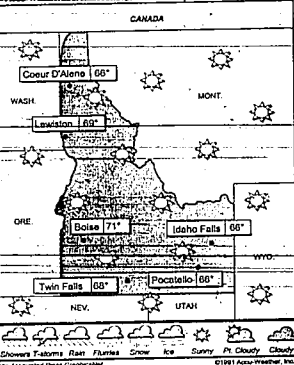 CANADA
Coeur D'Alene 66°
WASH.
MONT.
Lewiston 69°
ORE.
Boise 71°
Idaho Falls 66°
WYO.
Twin Falls 68°
Pocatello 66°
NEV.
UTAH
Showers T-storms Rain Flurries Snow Ice Sunny Pt. Cloudy Cloudy
©1991 Accu-Weather, Inc.